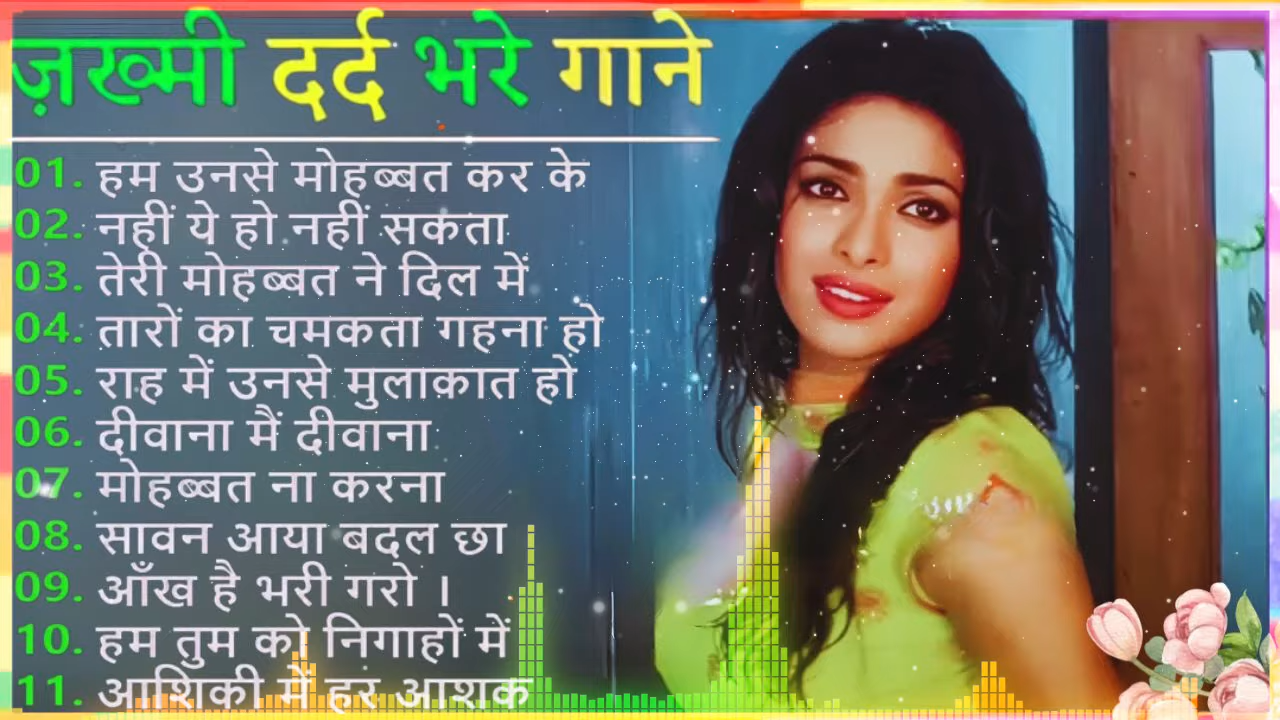 ज़ख्मी दर्द भरे गाने
01. हम उनसे मोहब्बत कर के
02. नहीं ये हो नहीं सकता
03. तेरी मोहब्बत ने दिल में
04. तारों का चमकता गहना हो
05. राह में उनसे मुलाक़ात हो
06. दीवाना मैं दीवाना
07. मोहब्बत ना करना
08. सावन आया बदल छा
09. आँख है भरी गरो ।
10. हम तुम को निगाहों में
11. आशिकी में हर आशक